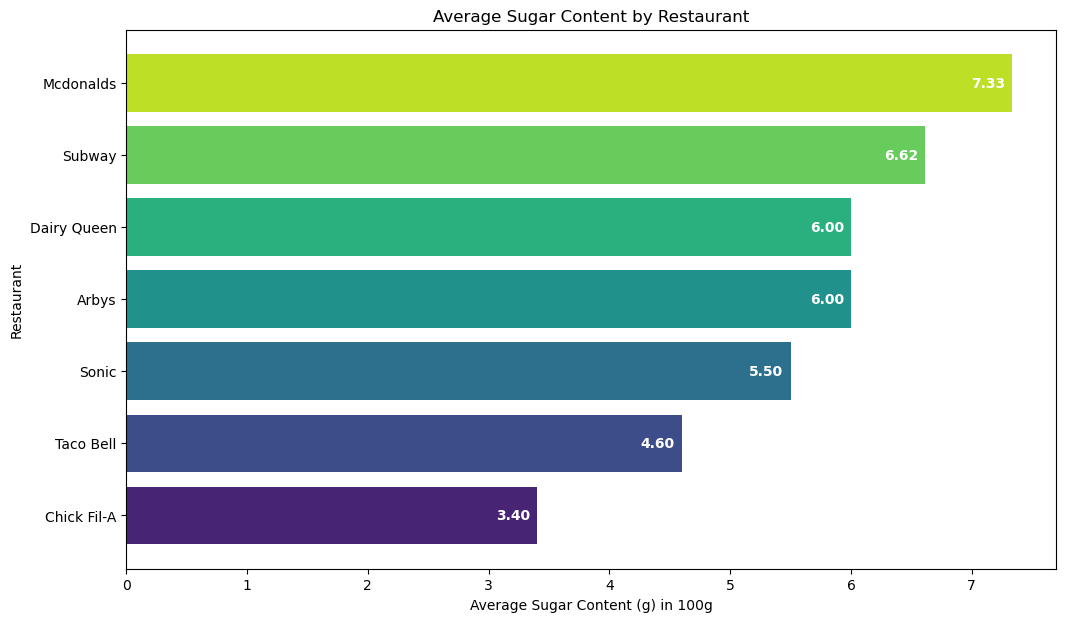 Average Sugar Content by Restaurant
Restaurant
Mcdonalds
7.33
Subway
6.62
Dairy Queen
6.00
Arbys
6.00
Sonic
5.50
Taco Bell
4.60
Chick Fil-A
3.40
0 1 2 3 4 5 6 7
Average Sugar Content (g) in 100g